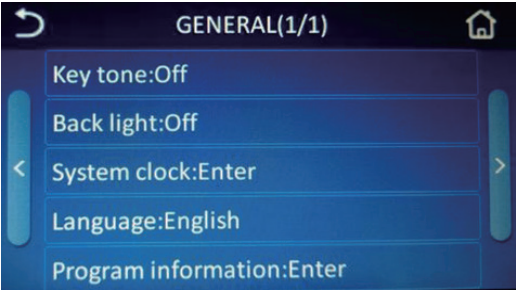 GENERAL(1/1)
Key tone:Off
Back light:Off
System clock:Enter
Language:English
Program information:Enter